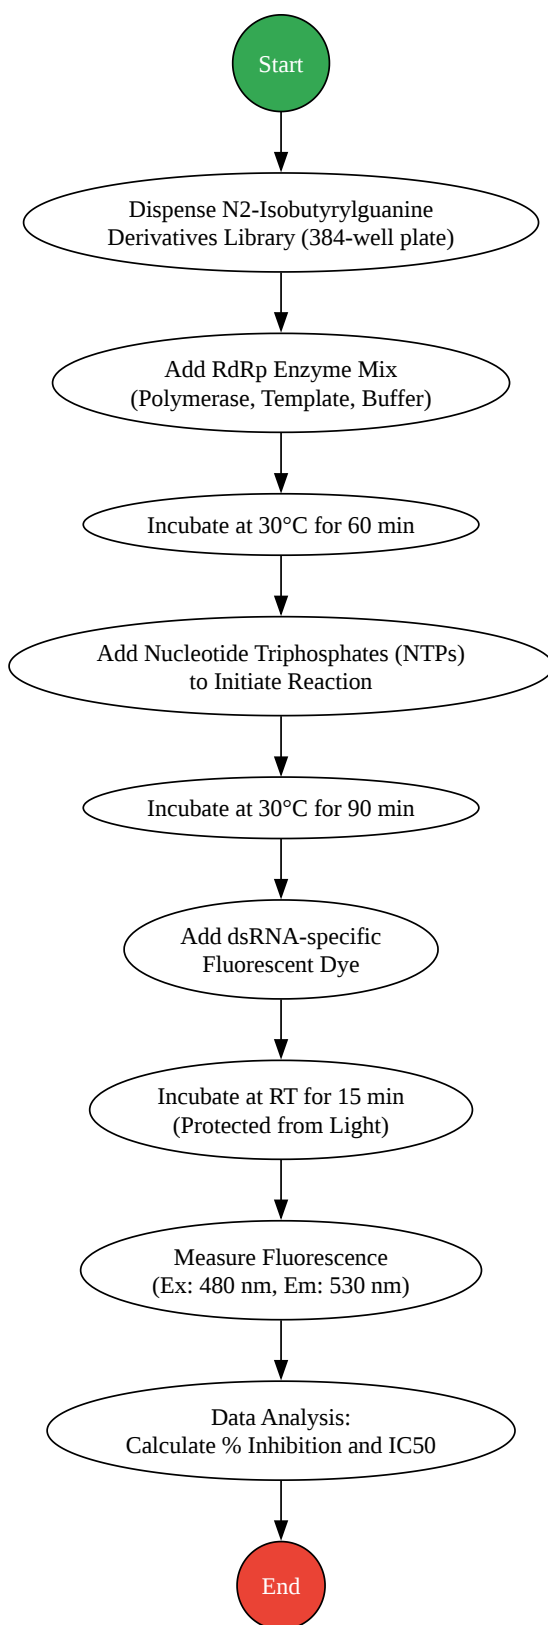 Start
Dispense N2-Isobutyrylguanine
Derivatives Library (384-well plate)
Add RdRp Enzyme Mix
(Polymerase, Template, Buffer)
Incubate at 30°C for 60 min
Add Nucleotide Triphosphates (NTPs)
to Initiate Reaction
Incubate at 30°C for 90 min
Add dsRNA-specific
Fluorescent Dye
Incubate at RT for 15 min
(Protected from Light)
Measure Fluorescence
(Ex: 480 nm, Em: 530 nm)
Data Analysis:
Calculate % Inhibition and IC50
End